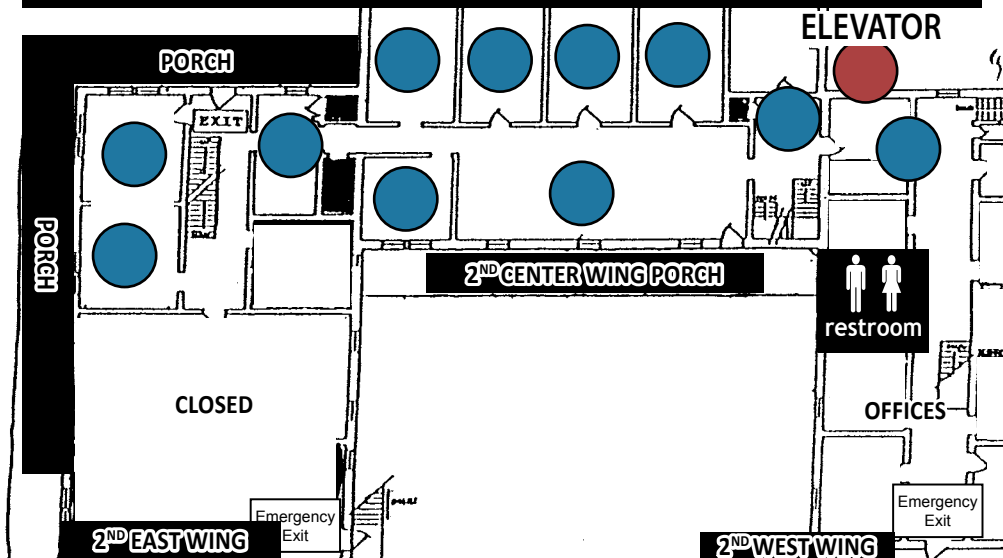 ELEVATOR
PORCH
EXIT
PORCH
2ND CENTER WING PORCH
restroom
CLOSED
OFFICES
Emergency
Exit
Emergency
Exit
2ND EAST WING
2ND WEST WING